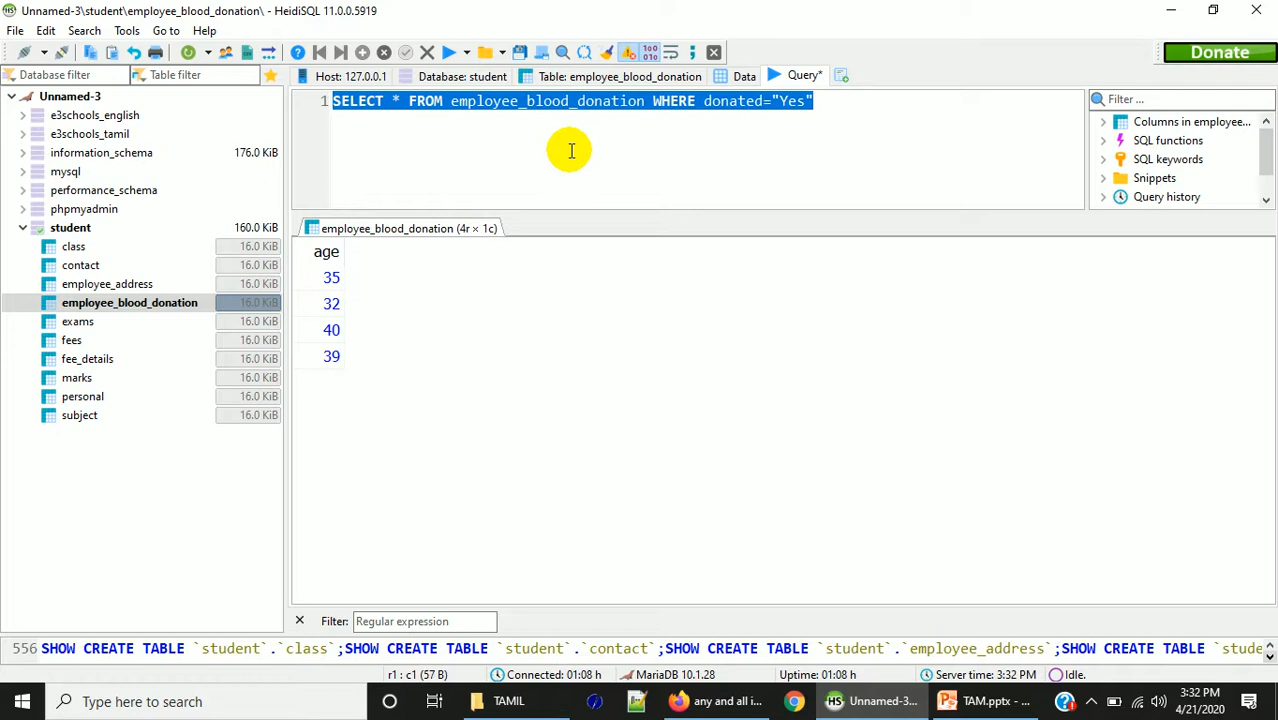 Unnamed-3\student\employee_blood_donation\ - HeidiSQL 11.0.0.5919
File Edit Search Tools Go to Help
Donate
Database filter Table filter Host: 127.0.0.1 Database: student Table: employee_blood_donation Data Query*
Unnamed-3
e3schools_english
e3schools_tamil
information_schema 176.0 KiB
mysql
performance_schema
phpmyadmin
student 160.0 KiB
class 16.0 KiB
contact 16.0 KiB
employee_address 16.0 KiB
employee_blood_donation 16.0 KiB
exams 16.0 KiB
fees 16.0 KiB
fee_details 16.0 KiB
marks 16.0 KiB
personal 16.0 KiB
subject 16.0 KiB
1 SELECT * FROM employee_blood_donation WHERE donated="Yes"
Filter ...
Columns in employee...
SQL functions
SQL keywords
Snippets
Query history
employee_blood_donation (4r × 1c)
age
35
32
40
39
Filter: Regular expression
556 SHOW CREATE TABLE `student`.`class`;SHOW CREATE TABLE `student`.`contact`;SHOW CREATE TABLE `student`.`employee_address`;SHOW CREATE TABLE `stude
r1 : c1 (57 B) Connected: 01:08 h MariaDB 10.1.28 Uptime: 01:08 h Server time: 3:32 PM Idle.
Type here to search TAMIL any and all i... Unnamed-3... TAM.pptx - ... 3:32 PM
4/21/2020